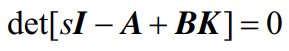 det[sI − A + BK] = 0